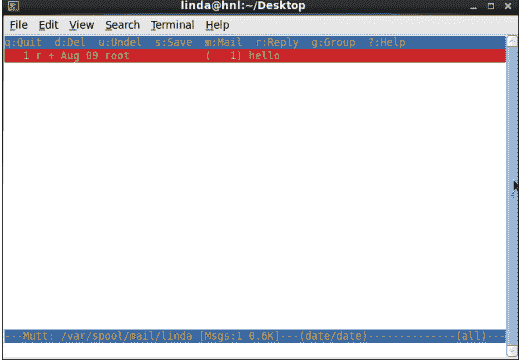 linda@hnl:~/Desktop
File Edit View Search Terminal Help
q:Quit d:Del u:Undel s:Save m:Mail r:Reply g:Group ?:Help
1 r + Aug 09 root ( 1) hello
---Mutt: /var/spool/mail/linda [Msgs:1 0.6K]---(date/date)--------------(all)---